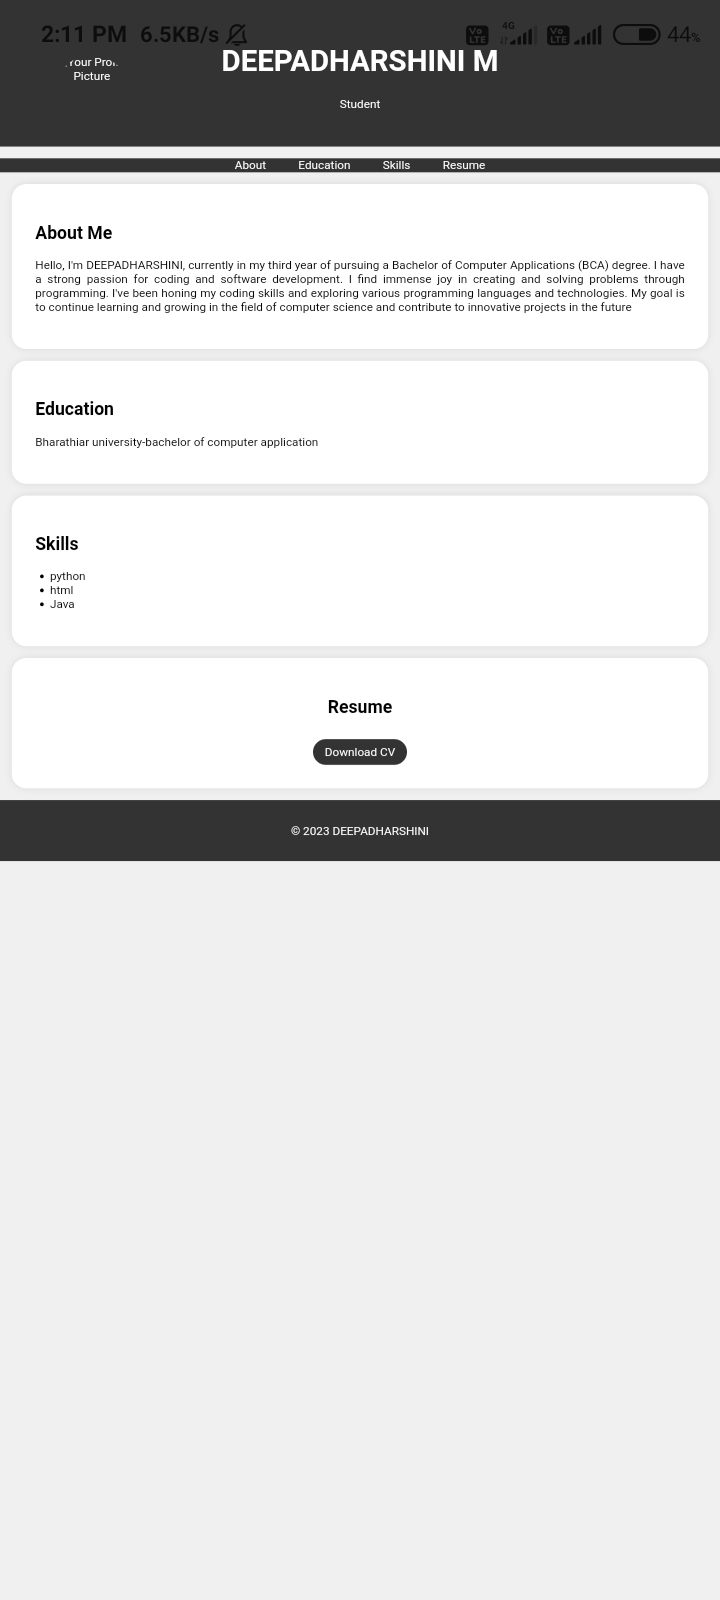 2:11 PM 6.5KB/s Vo LTE 4G Vo LTE 44%
DEEPADHARSHINI M
Picture
Student
About Education Skills Resume
About Me
Hello, I'm DEEPADHARSHINI, currently in my third year of pursuing a Bachelor of Computer Applications (BCA) degree. I have
a strong passion for coding and software development. I find immense joy in creating and solving problems through
programming. I've been honing my coding skills and exploring various programming languages and technologies. My goal is
to continue learning and growing in the field of computer science and contribute to innovative projects in the future
Education
Bharathiar university-bachelor of computer application
Skills
• python
• html
• Java
Resume
Download CV
© 2023 DEEPADHARSHINI